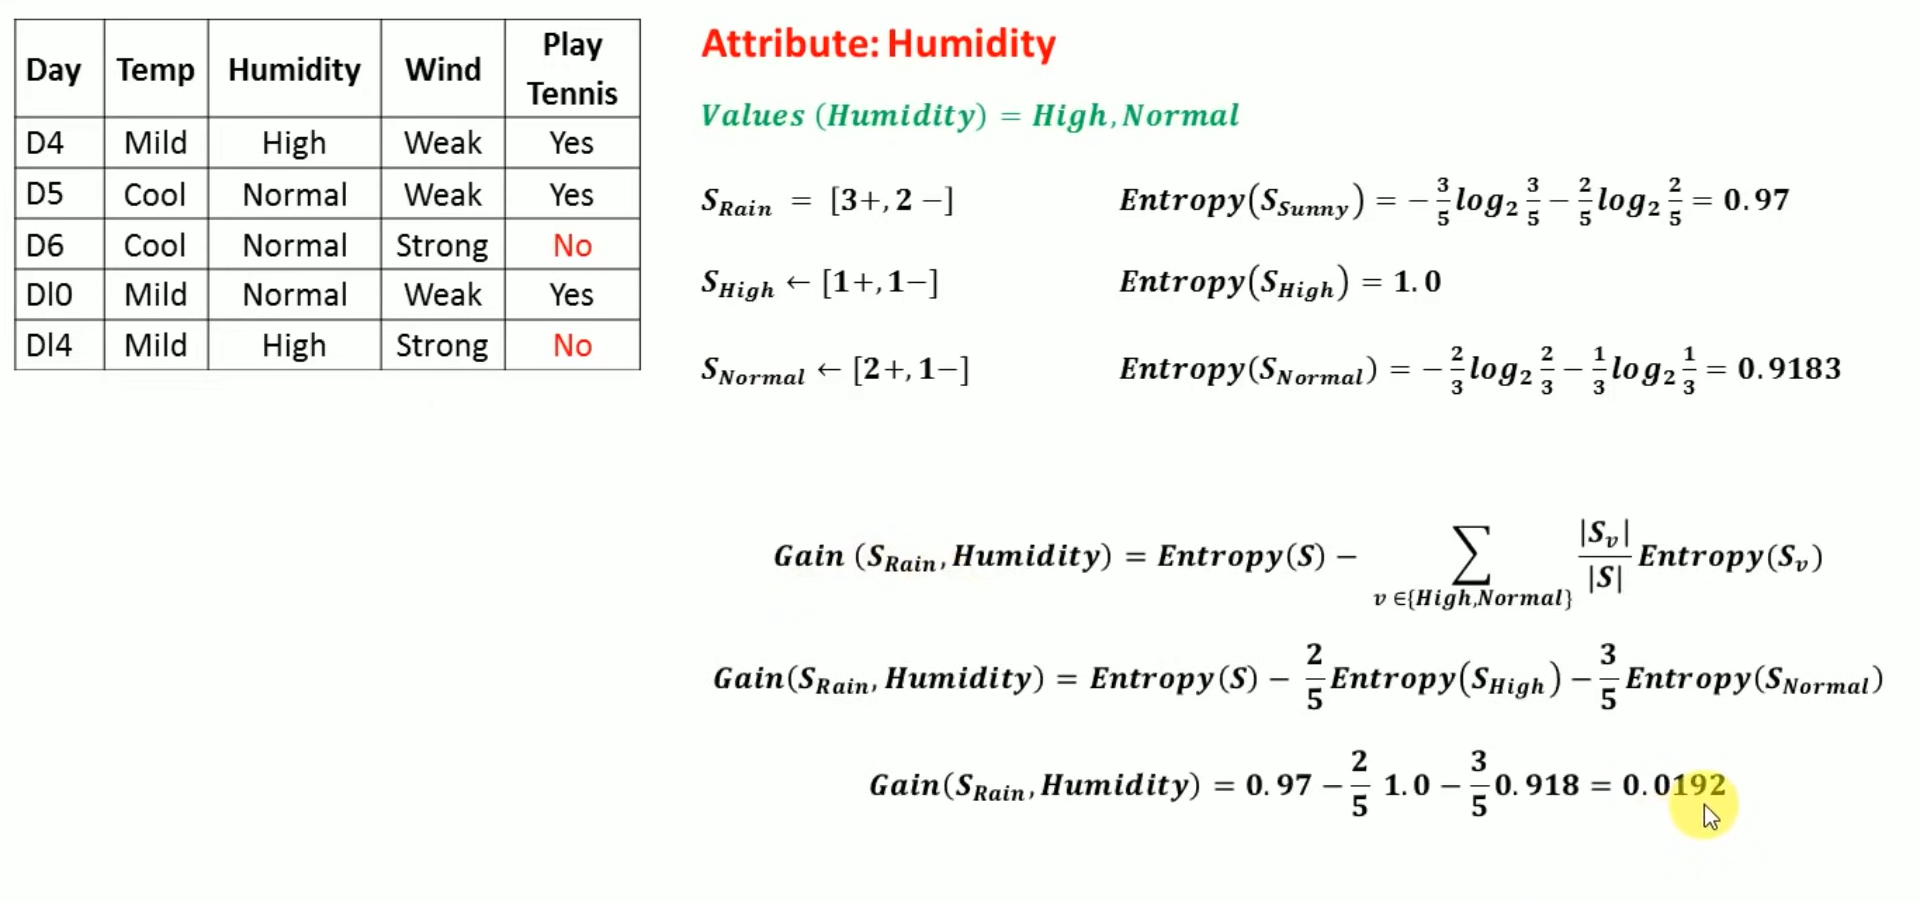 Day Temp Humidity Wind Play Tennis
D4 Mild High Weak Yes
D5 Cool Normal Weak Yes
D6 Cool Normal Strong No
Dl0 Mild Normal Weak Yes
Dl4 Mild High Strong No
Attribute: Humidity
Values (Humidity) = High, Normal
S_Rain = [3+, 2 −] Entropy(S_Sunny) = −3/5 log₂ 3/5 − 2/5 log₂ 2/5 = 0.97
S_High ← [1+, 1−] Entropy(S_High) = 1.0
S_Normal ← [2+, 1−] Entropy(S_Normal) = −2/3 log₂ 2/3 − 1/3 log₂ 1/3 = 0.9183
Gain (S_Rain, Humidity) = Entropy(S) − ∑ v ∈{High,Normal} |S_v|/|S| Entropy(S_v)
Gain(S_Rain, Humidity) = Entropy(S) − 2/5 Entropy(S_High) − 3/5 Entropy(S_Normal)
Gain(S_Rain, Humidity) = 0.97 − 2/5 1.0 − 3/5 0.918 = 0.0192